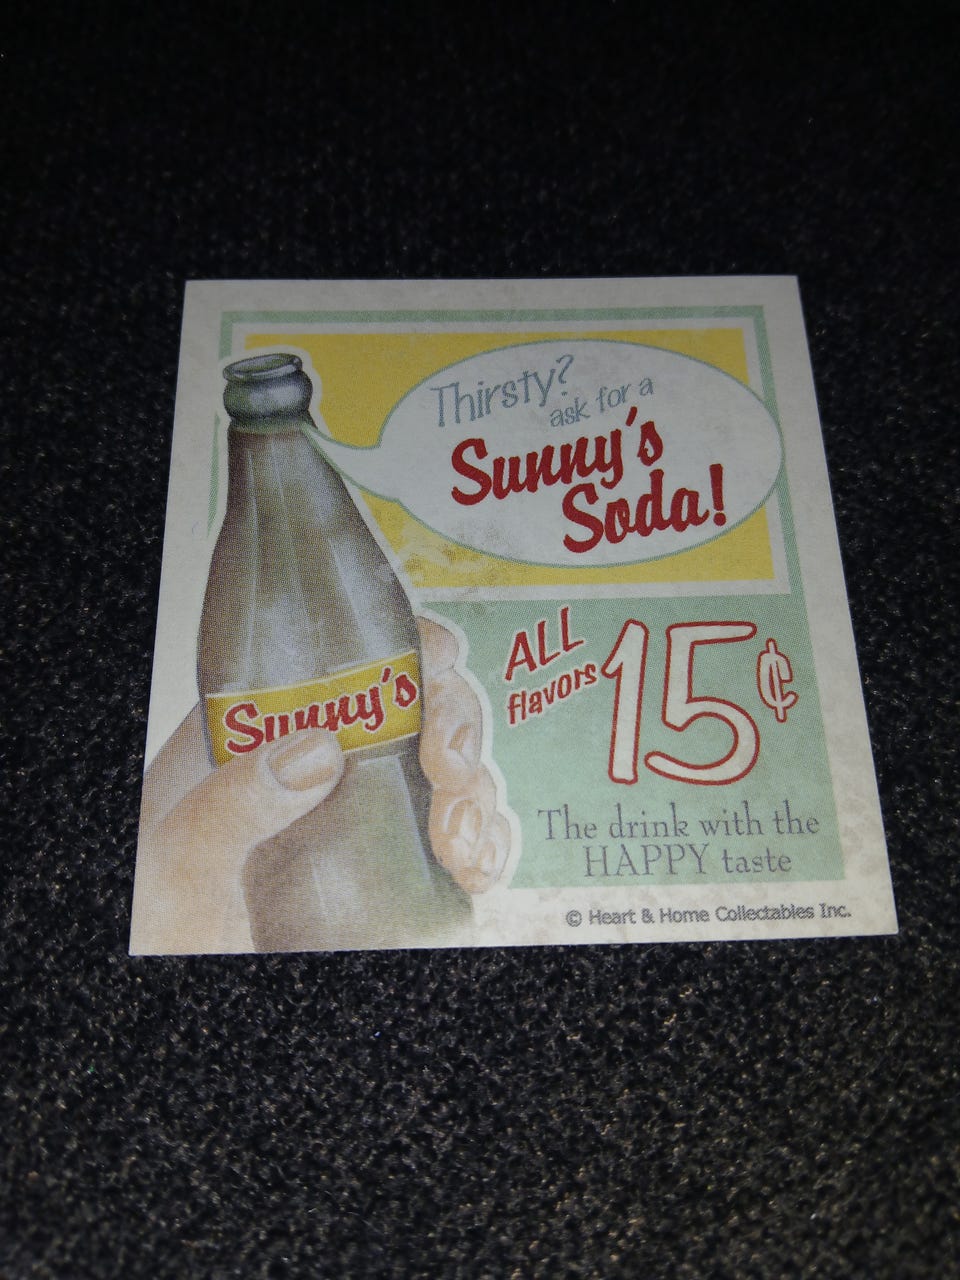 Thirsty?
ask for a
Sunny's
Soda!
ALL
flavors
15¢
Sunny's
The drink with the
HAPPY taste
© Heart & Home Collectables Inc.